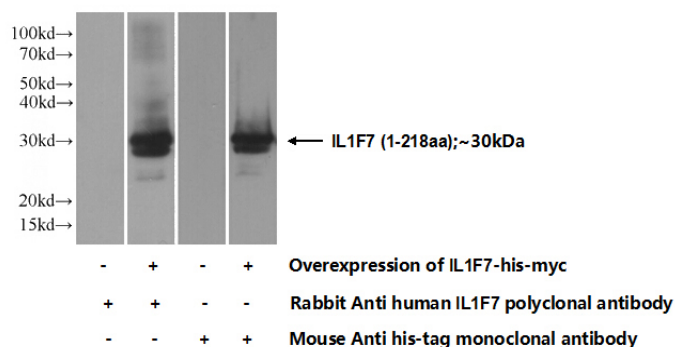 100kd→
70kd→
50kd→
40kd→
30kd→
IL1F7 (1-218aa);~30kDa
20kd→
15kd→
- + - + Overexpression of IL1F7-his-myc
+ + - - Rabbit Anti human IL1F7 polyclonal antibody
- - + + Mouse Anti his-tag monoclonal antibody